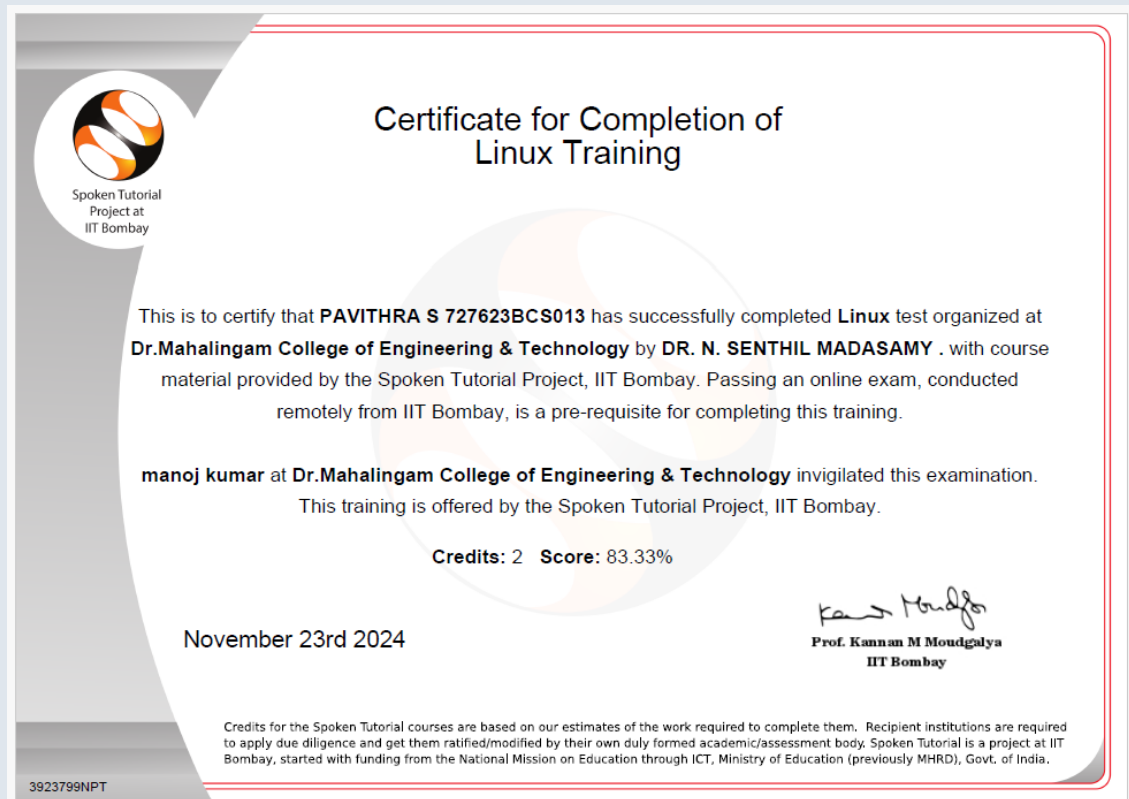 Spoken Tutorial
Project at
IIT Bombay
Certificate for Completion of
Linux Training
This is to certify that PAVITHRA S 727623BCS013 has successfully completed Linux test organized at
Dr.Mahalingam College of Engineering & Technology by DR. N. SENTHIL MADASAMY . with course
material provided by the Spoken Tutorial Project, IIT Bombay. Passing an online exam, conducted
remotely from IIT Bombay, is a pre-requisite for completing this training.
manoj kumar at Dr.Mahalingam College of Engineering & Technology invigilated this examination.
This training is offered by the Spoken Tutorial Project, IIT Bombay.
Credits: 2 Score: 83.33%
November 23rd 2024
Prof. Kannan M Moudgalya
IIT Bombay
Credits for the Spoken Tutorial courses are based on our estimates of the work required to complete them. Recipient institutions are required
to apply due diligence and get them ratified/modified by their own duly formed academic/assessment body. Spoken Tutorial is a project at IIT
Bombay, started with funding from the National Mission on Education through ICT, Ministry of Education (previously MHRD), Govt. of India.
3923799NPT